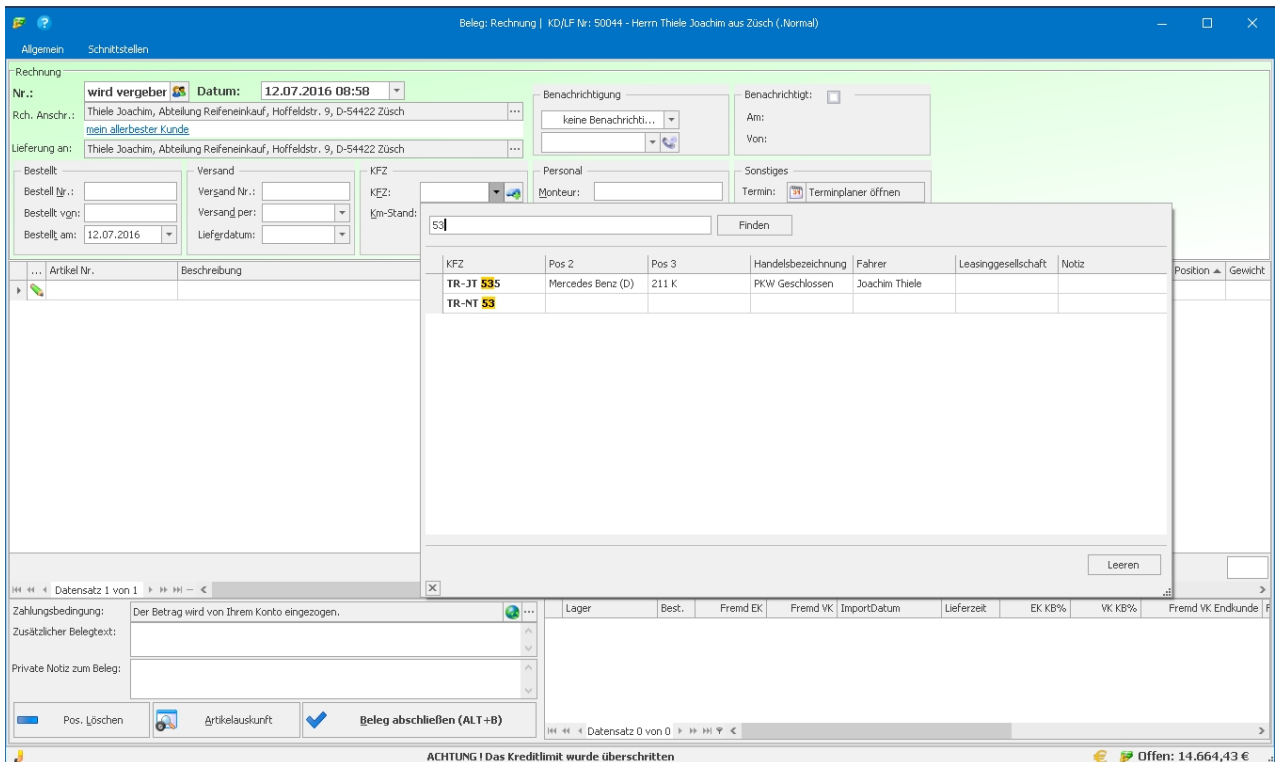 Beleg: Rechnung | KD/LF Nr: 50044 - Herrn Thiele Joachim aus Züsch (.Normal)
Allgemein Schnittstellen
Rechnung
Nr.: wird vergeber Datum: 12.07.2016 08:58
Rch. Anschr.: Thiele Joachim, Abteilung Reifeneinkauf, Hoffeldstr. 9, D-54422 Züsch ...
mein allerbester Kunde
Lieferung an: Thiele Joachim, Abteilung Reifeneinkauf, Hoffeldstr. 9, D-54422 Züsch ...
Benachrichtigung
keine Benachrichti...
Benachrichtigt:
Am:
Von:
Bestellt
Bestell Nr.:
Bestellt von:
Bestellt am: 12.07.2016
Versand
Versand Nr.:
Versand per:
Lieferdatum:
KFZ
KFZ:
Km-Stand:
Personal
Monteur:
Sonstiges
Termin: 31 Terminplaner öffnen
53 Finden
KFZ Pos 2 Pos 3 Handelsbezeichnung Fahrer Leasinggesellschaft Notiz
TR-JT 535 Mercedes Benz (D) 211 K PKW Geschlossen Joachim Thiele
TR-NT 53
Leeren
... Artikel Nr. Beschreibung Position Gewicht
Datensatz 1 von 1
Zahlungsbedingung: Der Betrag wird von Ihrem Konto eingezogen. ...
Zusätzlicher Belegtext:
Private Notiz zum Beleg:
Pos. Löschen Artikelauskunft Beleg abschließen (ALT+B)
Lager Best. Fremd EK Fremd VK ImportDatum Lieferzeit EK KB% VK KB% Fremd VK Endkunde F
Datensatz 0 von 0
ACHTUNG ! Das Kreditlimit wurde überschritten Offen: 14.664,43 €